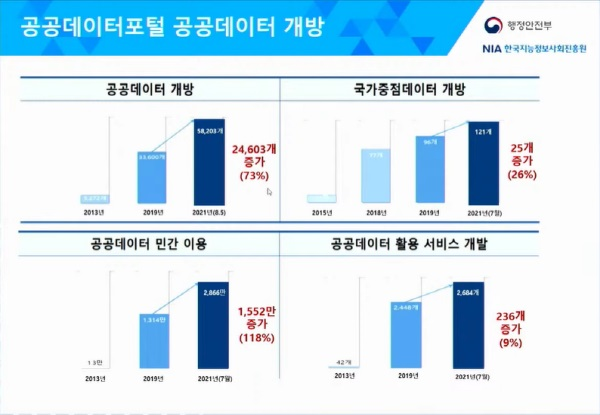 공공데이터포털 공공데이터 개방
행정안전부
NIA 한국지능정보사회진흥원
공공데이터 개방
58,203개
33,600개
24,603개
증가
(73%)
2013년
2019년
2021년(8.5)
국가중점데이터 개방
121개
96개
25개
증가
(26%)
2015년
2018년
2019년
2021년(7월)
공공데이터 민간 이용
2,866만
1,314만
1.3만
1,552만
증가
(118%)
2013년
2019년
2021년(7월)
공공데이터 활용 서비스 개발
2,684개
2,448개
42개
236개
증가
(9%)
2013년
2019년
2021년(7월)